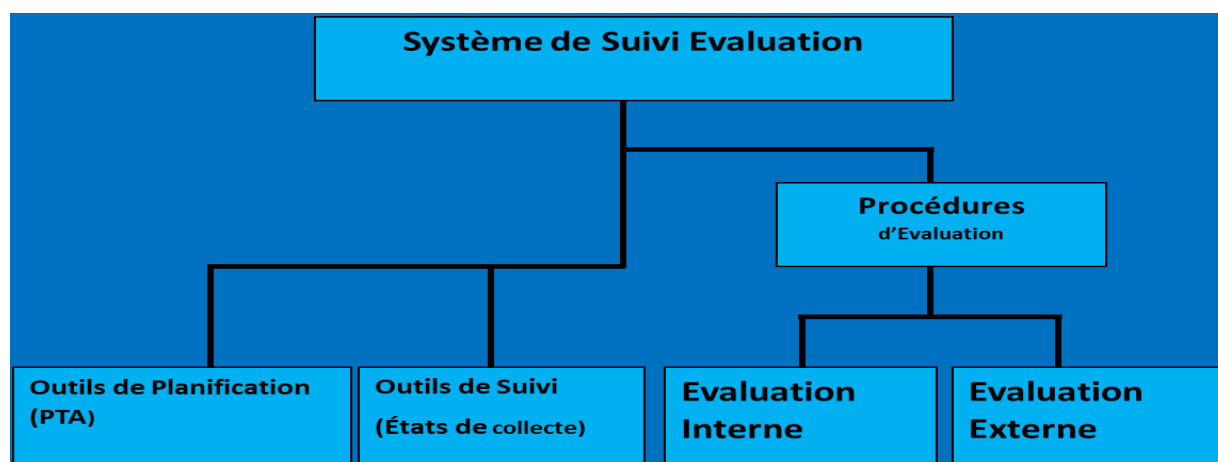 Système de Suivi Evaluation
Procédures
d’Evaluation
Outils de Planification
(PTA)
Outils de Suivi
(États de collecte)
Evaluation
Interne
Evaluation
Externe